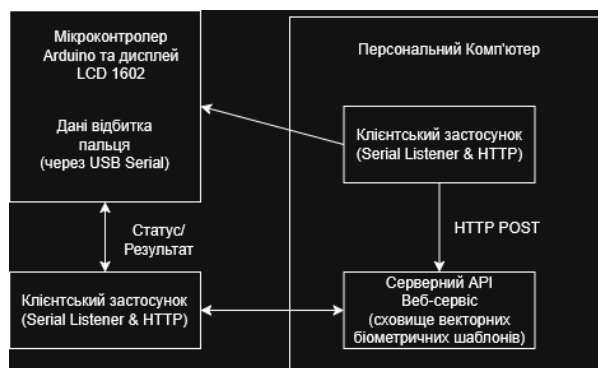 Мікроконтролер
Arduino та дисплей
LCD 1602
Дані відбитка
пальця
(через USB Serial)
Персональний Комп'ютер
Клієнтський застосунок
(Serial Listener & HTTP)
Статус/
Результат
HTTP POST
Клієнтський застосунок
(Serial Listener & HTTP)
Серверний API
Веб-сервіс
(сховище векторних
біометричних шаблонів)